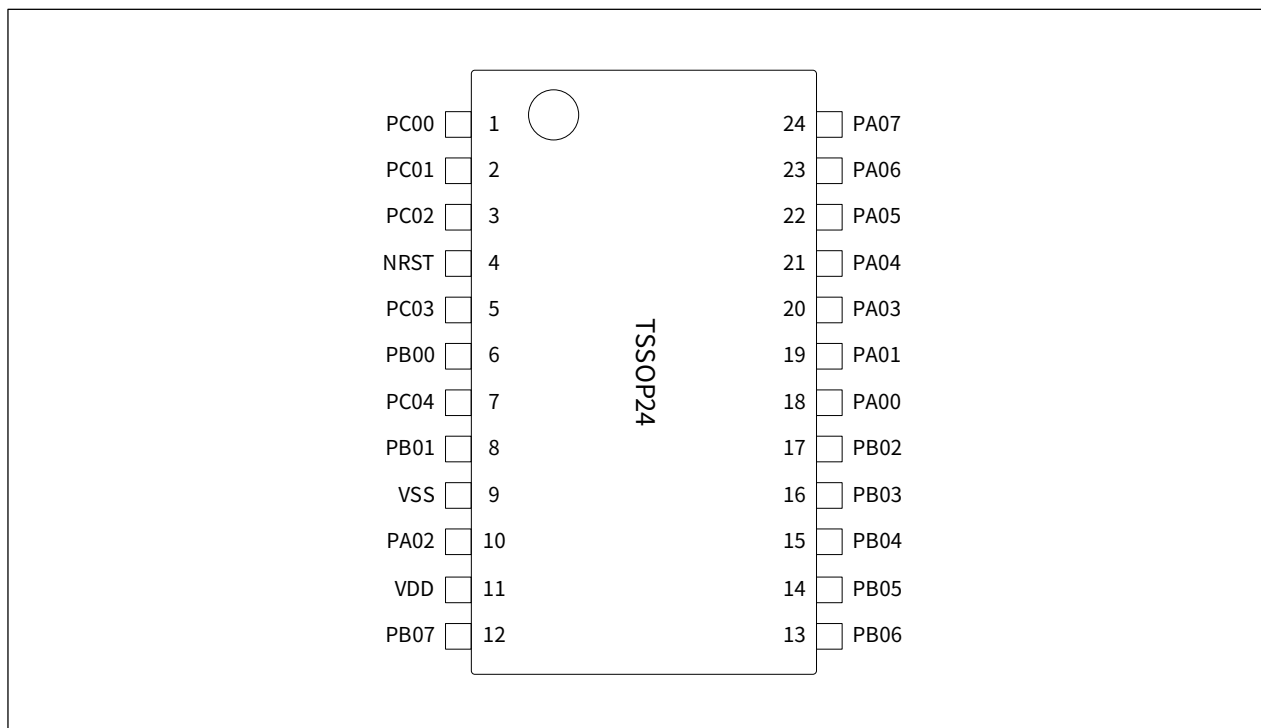 PC00 1 24 PA07
PC01 2 23 PA06
PC02 3 22 PA05
NRST 4 21 PA04
PC03 5 20 PA03
PB00 6 19 PA01
PC04 7 18 PA00
PB01 8 17 PB02
VSS 9 16 PB03
PA02 10 15 PB04
VDD 11 14 PB05
PB07 12 13 PB06
TSSOP24